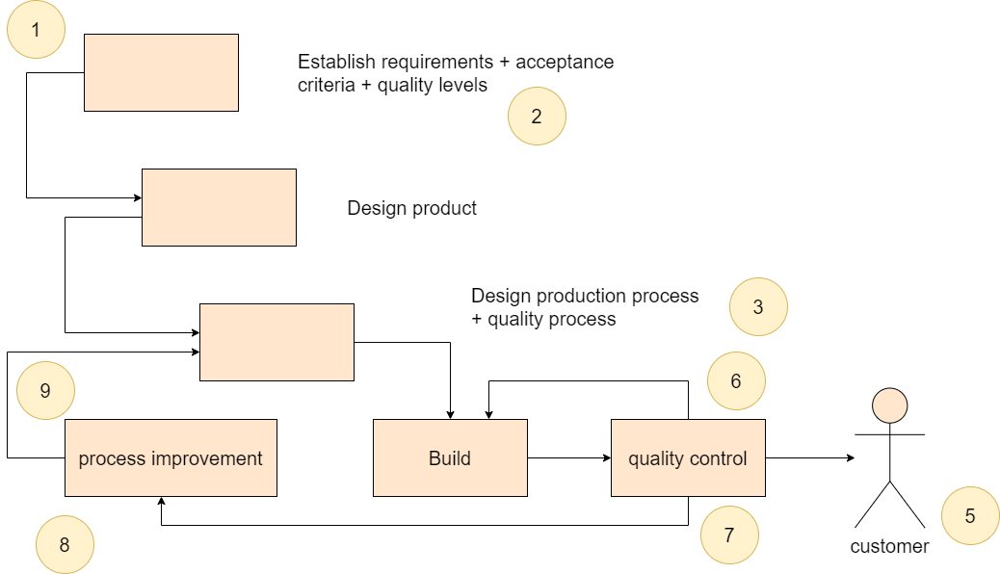 1
Establish requirements + acceptance
criteria + quality levels
2
Design product
Design production process
+ quality process
3
9
6
process improvement
Build
quality control
8
7
5
customer